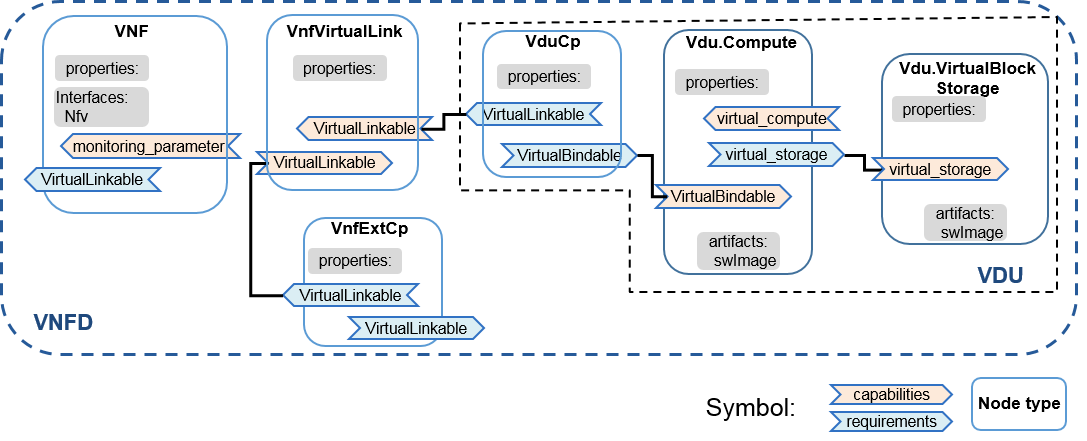 VNF
properties:
Interfaces:
Nfv
monitoring_parameter
VirtualLinkable
VnfVirtualLink
properties:
VirtualLinkable
VirtualLinkable
VnfExtCp
properties:
VirtualLinkable
VirtualLinkable
VduCp
properties:
VirtualLinkable
VirtualBindable
Vdu.Compute
properties:
virtual_compute
virtual_storage
VirtualBindable
artifacts:
swImage
Vdu.VirtualBlock
Storage
properties:
virtual_storage
artifacts:
swImage
VDU
VNFD
Symbol:
capabilities
requirements
Node type